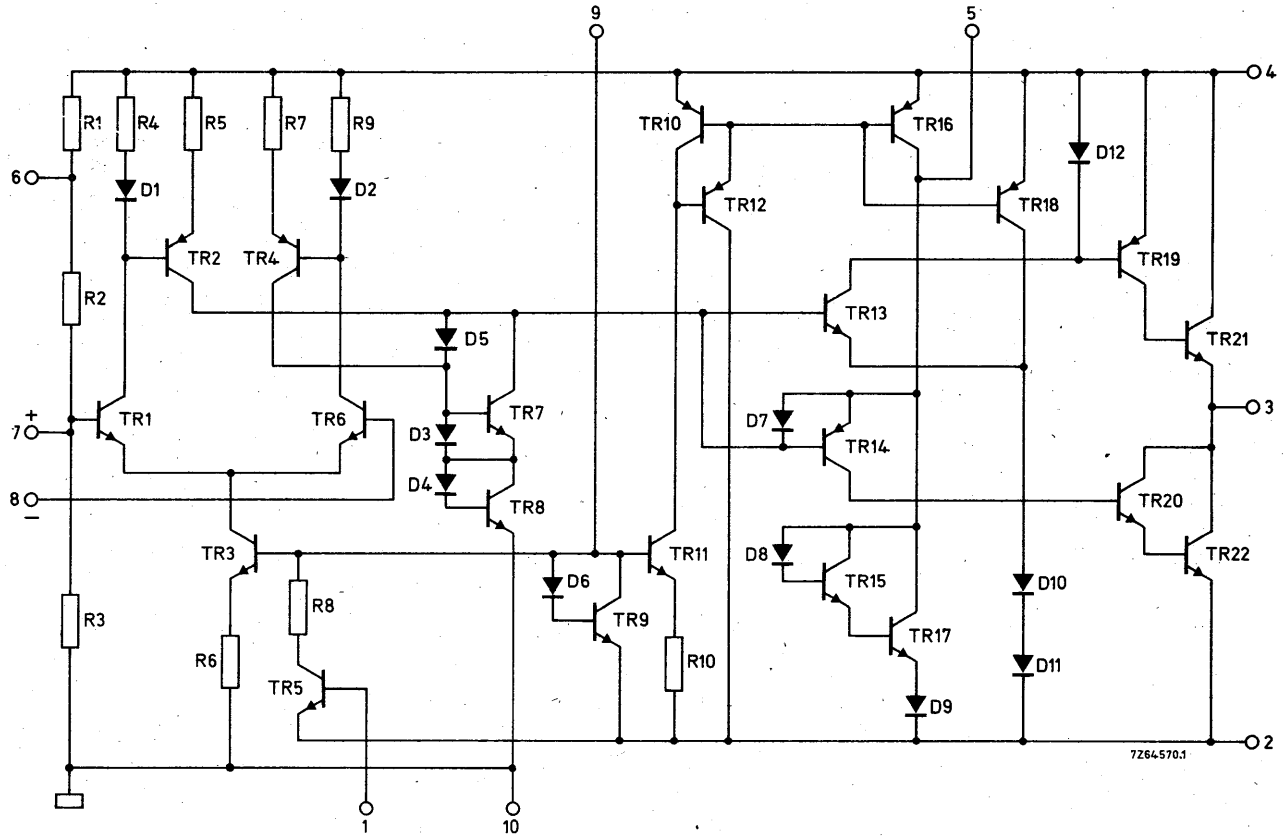 9
5
4
R1
R4
R5
R7
R9
TR10
TR16
D12
6
D1
D2
TR12
TR18
TR2
TR4
TR19
R2
TR13
D5
TR21
+
7
TR1
TR6
D3
TR7
D7
TR14
3
8
−
D4
TR8
TR20
TR3
TR11
D8
TR15
TR22
D6
TR9
D10
R3
R8
R6
TR5
R10
TR17
D11
D9
2
7Z64570.1
1
10